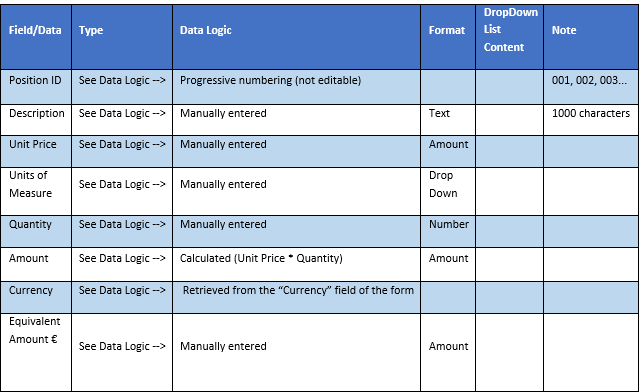 Field/Data Type Data Logic Format DropDown List Content Note
Position ID See Data Logic --> Progressive numbering (not editable) 001, 002, 003...
Description See Data Logic --> Manually entered Text 1000 characters
Unit Price See Data Logic --> Manually entered Amount
Units of Measure See Data Logic --> Manually entered Drop Down
Quantity See Data Logic --> Manually entered Number
Amount See Data Logic --> Calculated (Unit Price * Quantity) Amount
Currency See Data Logic --> Retrieved from the “Currency” field of the form
Equivalent Amount € See Data Logic --> Manually entered Amount